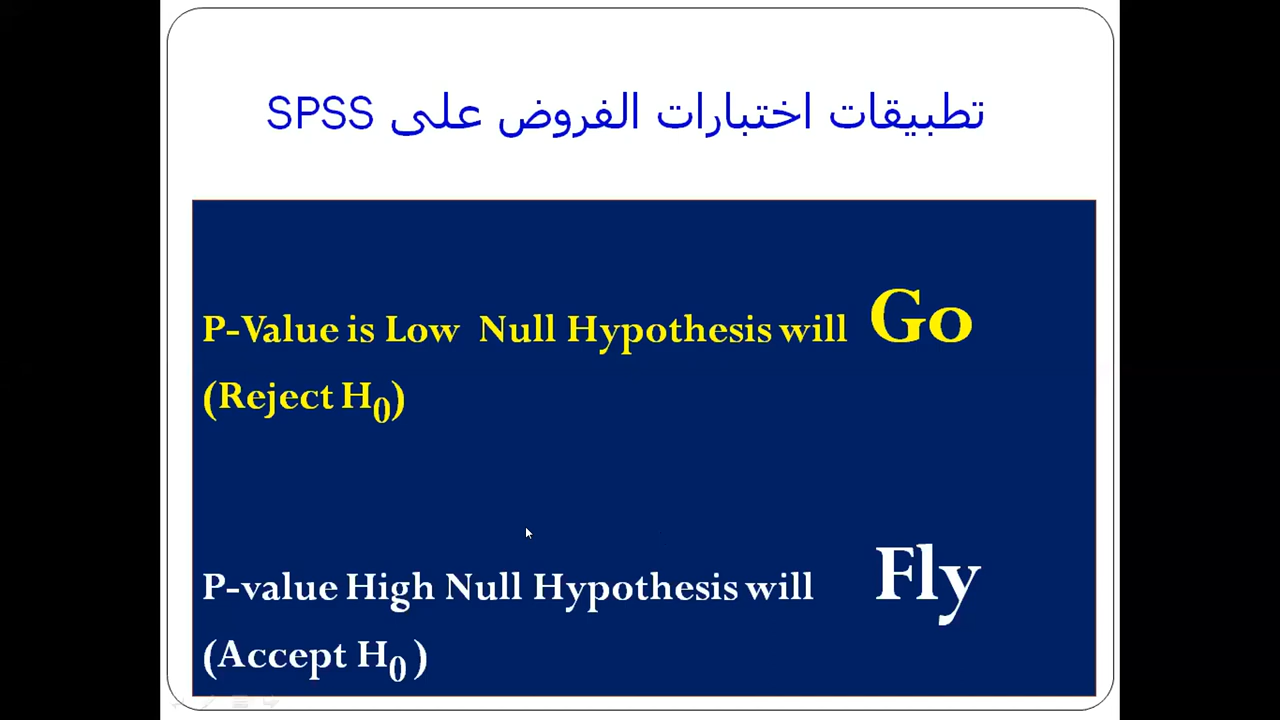 تطبيقات اختبارات الفروض على SPSS
P-Value is Low Null Hypothesis will Go
(Reject H₀)
P-value High Null Hypothesis will Fly
(Accept H₀ )